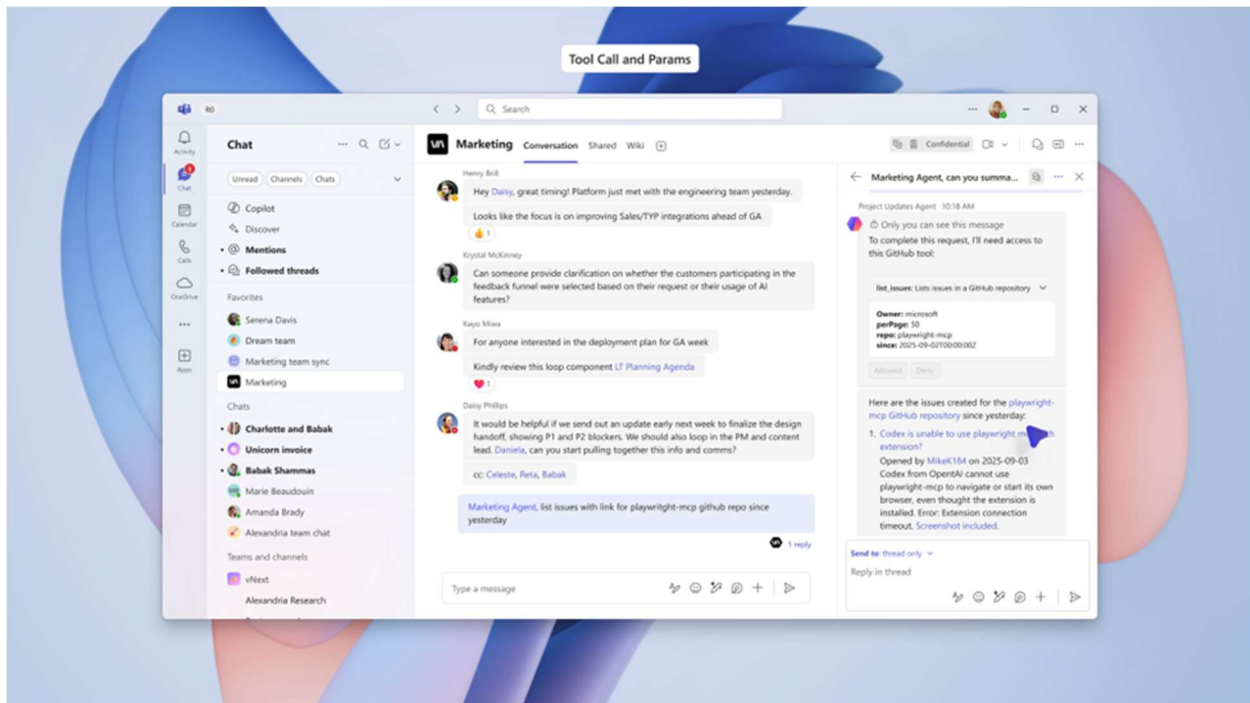 Tool Call and Params
RD
Search
Activity
Chat
Calendar
Calls
OneDrive
Apps
Chat
Unread
Channels
Chats
Copilot
Discover
Mentions
Followed threads
Favorites
Serena Davis
Dream team
Marketing team sync
Marketing
Chats
Charlotte and Babak
Unicorn invoice
Babak Shammas
Marie Beaudouin
Amanda Brady
Alexandria team chat
Teams and channels
vNext
Alexandria Research
Marketing
Conversation
Shared
Wiki
Confidential
Henry Brill
Hey Daisy, great timing! Platform just met with the engineering team yesterday.
Looks like the focus is on improving Sales/TYP integrations ahead of GA
1
Krystal McKinney
Can someone provide clarification on whether the customers participating in the
feedback funnel were selected based on their request or their usage of AI
features?
Kayo Miwa
For anyone interested in the deployment plan for GA week
Kindly review this loop component LT Planning Agenda
1
Daisy Phillips
It would be helpful if we send out an update early next week to finalize the design
handoff, showing P1 and P2 blockers. We should also loop in the PM and content
lead. Daniela, can you start pulling together this info and comms?
cc: Celeste, Reta, Babak
Marketing Agent, list issues with link for playwritght-mcp github repo since
yesterday
1 reply
Type a message
Marketing Agent, can you summa...
Project Updates Agent 10:18 AM
Only you can see this message
To complete this request, I'll need access to
this GitHub tool:
list_issues: Lists issues in a GitHub repository
Owner: microsoft
perPage: 50
repo: playwright-mcp
since: 2025-09-02T00:00:00Z
Allowed
Deny
Here are the issues created for the playwright-
mcp GitHub repository since yesterday:
1. Codex is unable to use playwright
extension?
Opened by MikeK184 on 2025-09-03
Codex from OpenAI cannot use
playwright-mcp to navigate or start its own
browser, even thought the extension is
installed. Error: Extension connection
timeout. Screenshot included.
Send to: thread only
Reply in thread